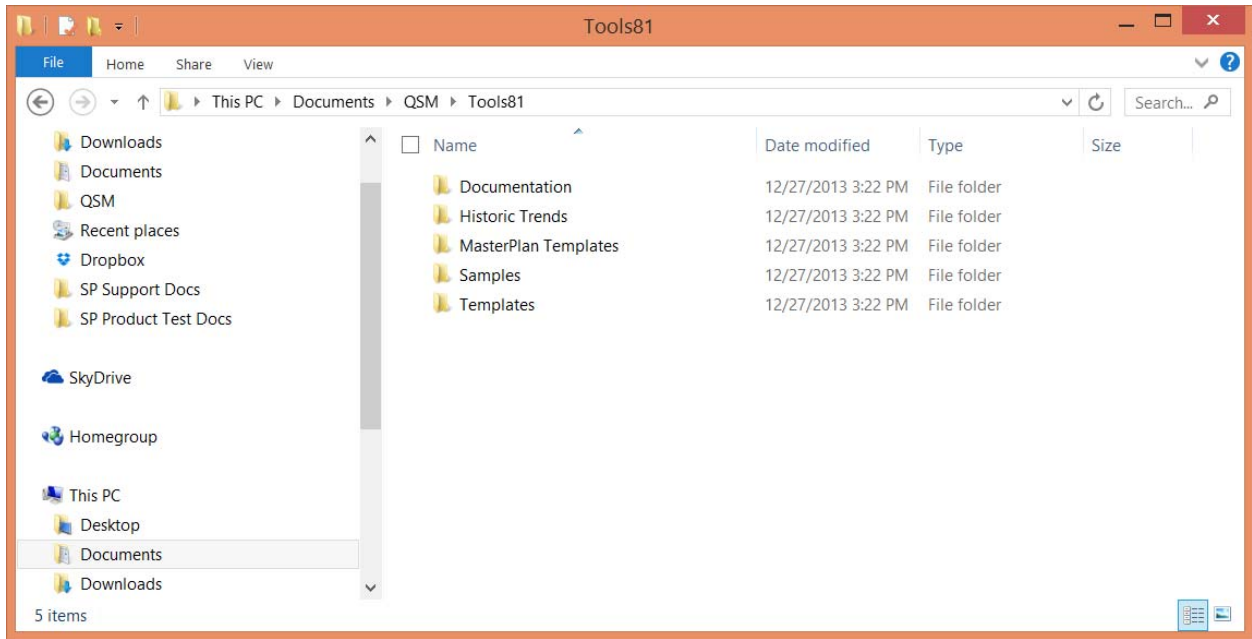 Tools81
File Home Share View
This PC Documents QSM Tools81 Search...
Downloads
Documents
QSM
Recent places
Dropbox
SP Support Docs
SP Product Test Docs
SkyDrive
Homegroup
This PC
Desktop
Documents
Downloads
Name Date modified Type Size
Documentation 12/27/2013 3:22 PM File folder
Historic Trends 12/27/2013 3:22 PM File folder
MasterPlan Templates 12/27/2013 3:22 PM File folder
Samples 12/27/2013 3:22 PM File folder
Templates 12/27/2013 3:22 PM File folder
5 items